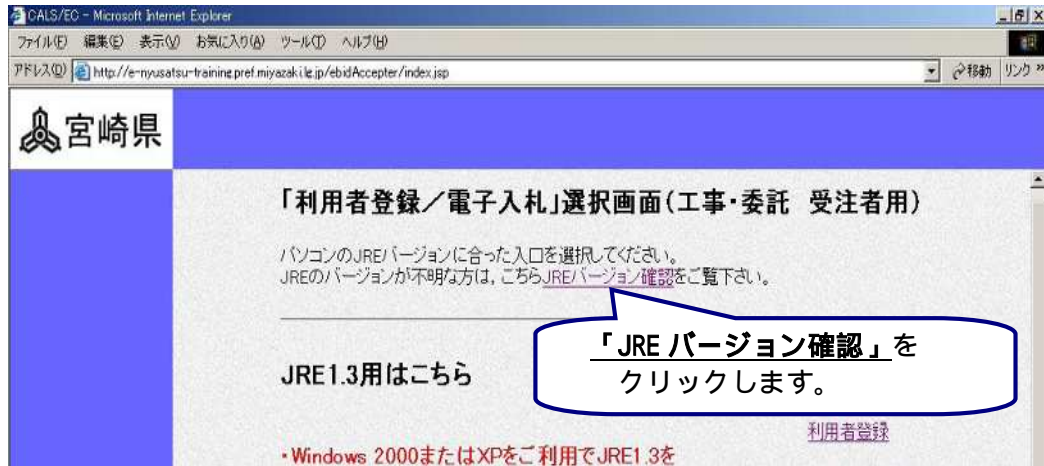 CALS/EC - Microsoft Internet Explorer
ファイル(F) 編集(E) 表示(V) お気に入り(A) ツール(T) ヘルプ(H)
アドレス(D) http://e-nyusatsu-training.pref.miyazaki.lg.jp/ebidAccepter/index.jsp 移動 リンク »
宮崎県
「利用者登録／電子入札」選択画面(工事・委託 受注者用)
パソコンのJREバージョンに合った入口を選択してください。
JREのバージョンが不明な方は，こちらJREバージョン確認をご覧下さい。
「JRE バージョン確認」を
クリックします。
JRE1.3用はこちら
利用者登録
・Windows 2000またはXPをご利用でJRE1.3を